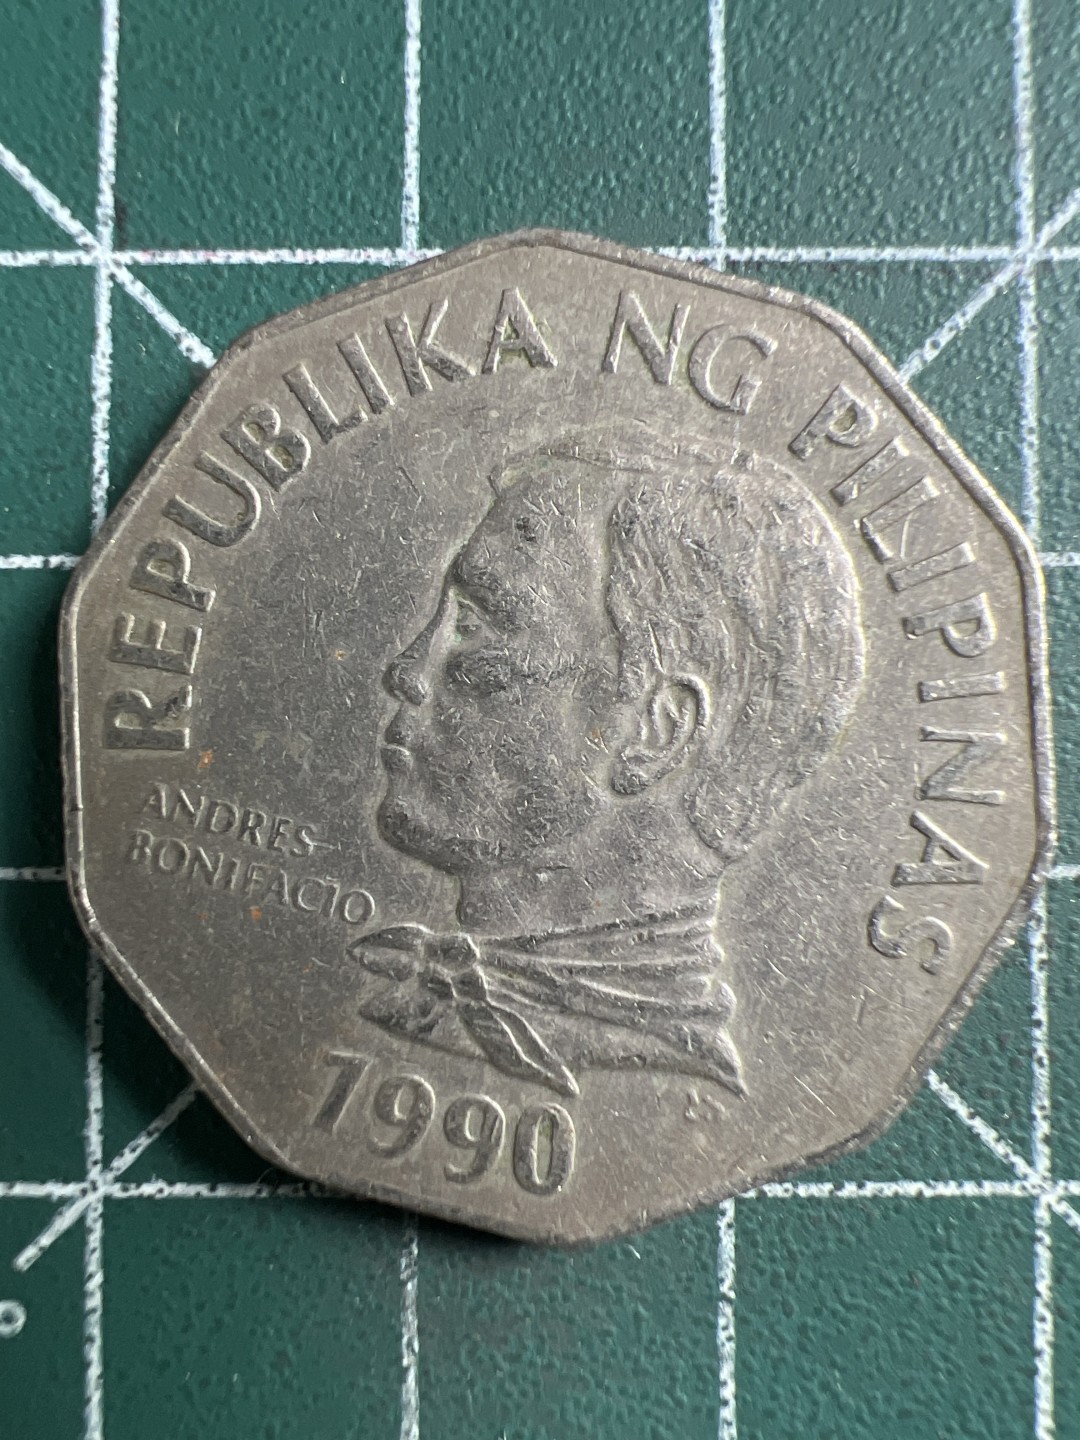 REPUBLIKA NG PILIPINAS
ANDRES
BONIFACIO
1990